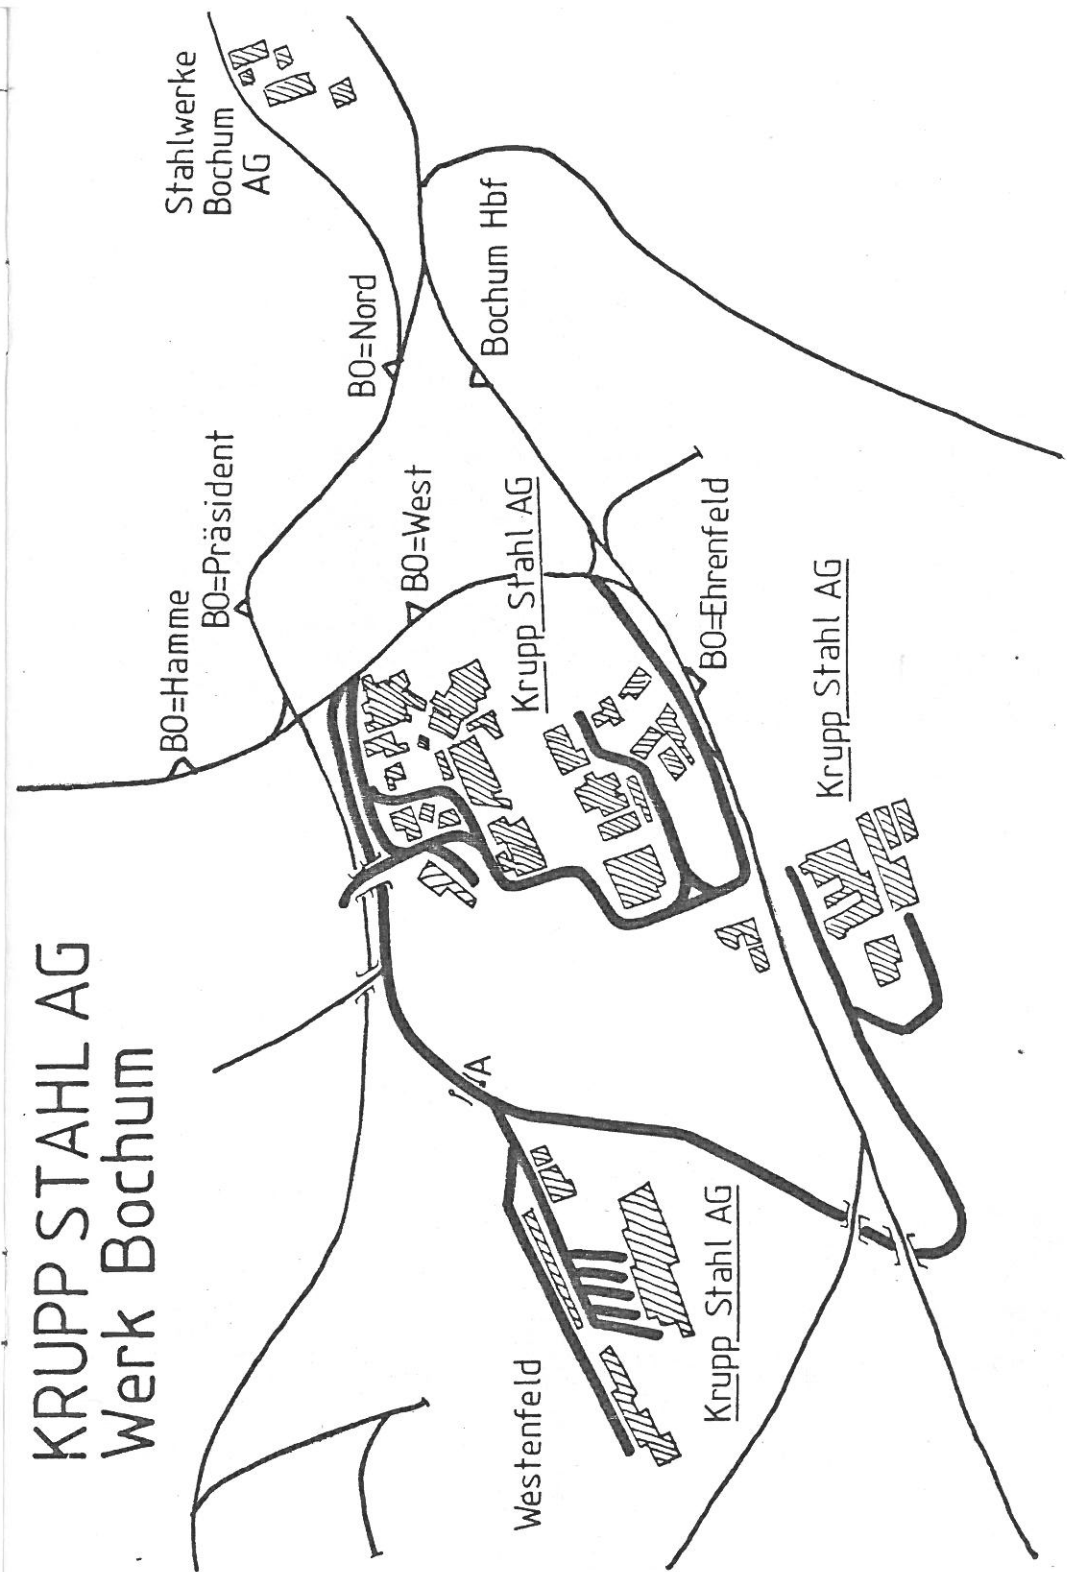 KRUPP STAHL AG
Werk Bochum
Stahlwerke
Bochum
AG
BO=Hamme
BO=Präsident
BO=Nord
BO=West
Bochum Hbf
Krupp Stahl AG
BO=Ehrenfeld
Krupp Stahl AG
A
Westenfeld
Krupp Stahl AG